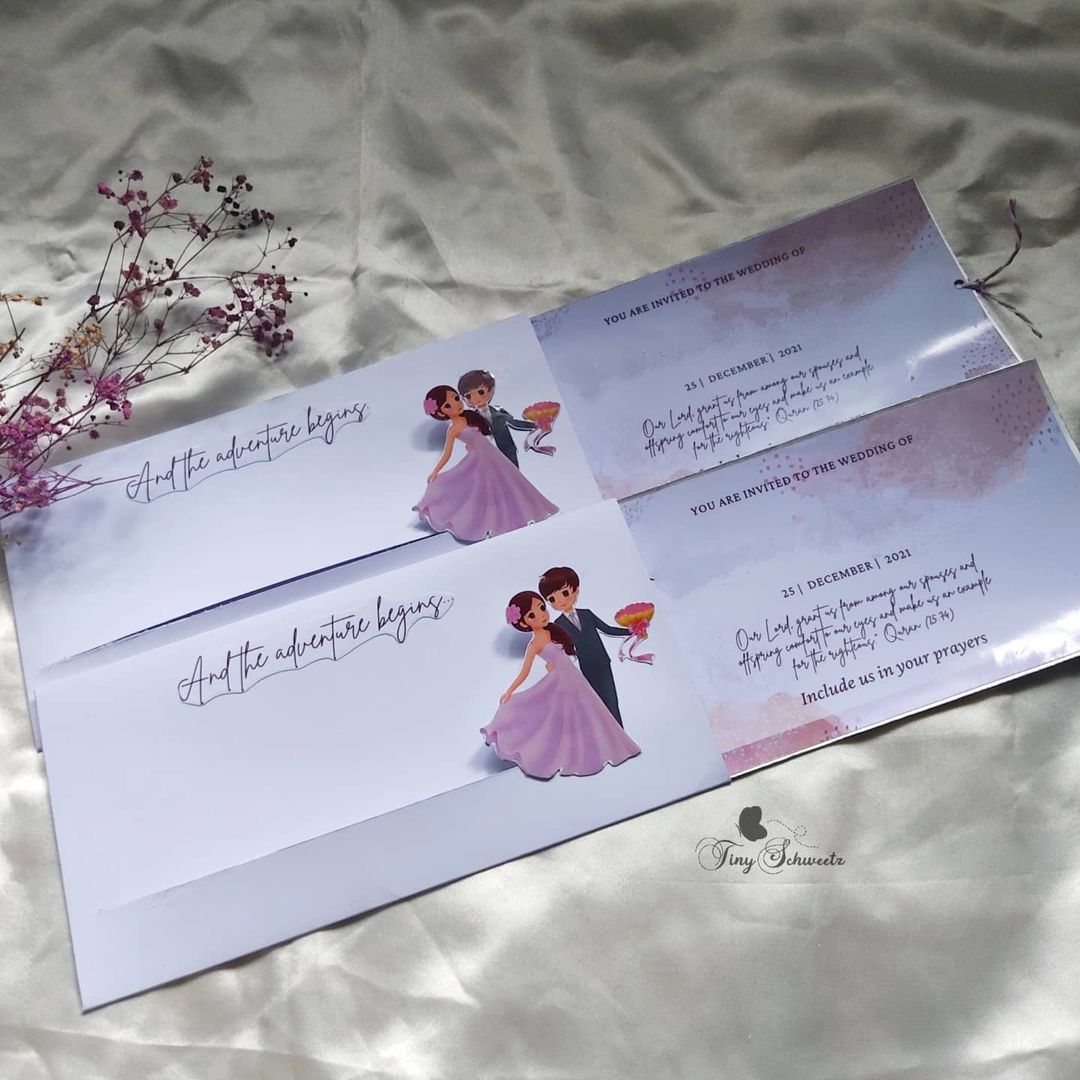 YOU ARE INVITED TO THE WEDDING OF
25 | DECEMBER | 2021
Our Lord, grant us from among our spouses and
offspring comfort to our eyes and make us an example
for the righteous" Quran (25:74)
And the adventure begins...
YOU ARE INVITED TO THE WEDDING OF
25 | DECEMBER | 2021
Our Lord, grant us from among our spouses and
offspring comfort to our eyes and make us an example
for the righteous" Quran (25:74)
Include us in your prayers
And the adventure begins...
Tiny Schweetz